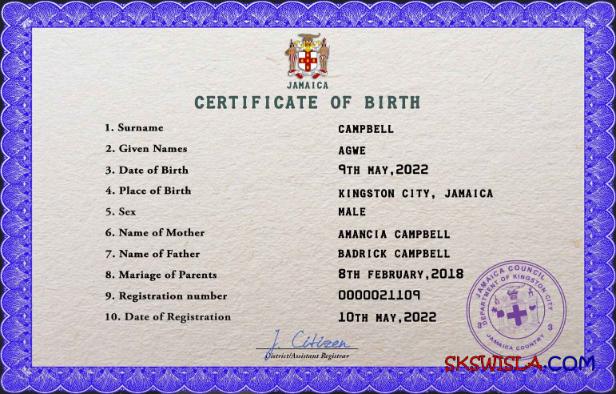 JAMAICA
CERTIFICATE OF BIRTH
1. Surname CAMPBELL
2. Given Names AGWE
3. Date of Birth 9TH MAY,2022
4. Place of Birth KINGSTON CITY, JAMAICA
5. Sex MALE
6. Name of Mother AMANCIA CAMPBELL
7. Name of Father BADRICK CAMPBELL
8. Mariage of Parents 8TH FEBRUARY,2018
9. Registration number 0000021109
10. Date of Registration 10TH MAY,2022
J. Citizen
District/Assistant Registrar
JAMAICA COUNCIL
DEPARTMENT OF KINGSTON CITY
3 3
JAMAICA COUNTRY
SKSWISLA.COM